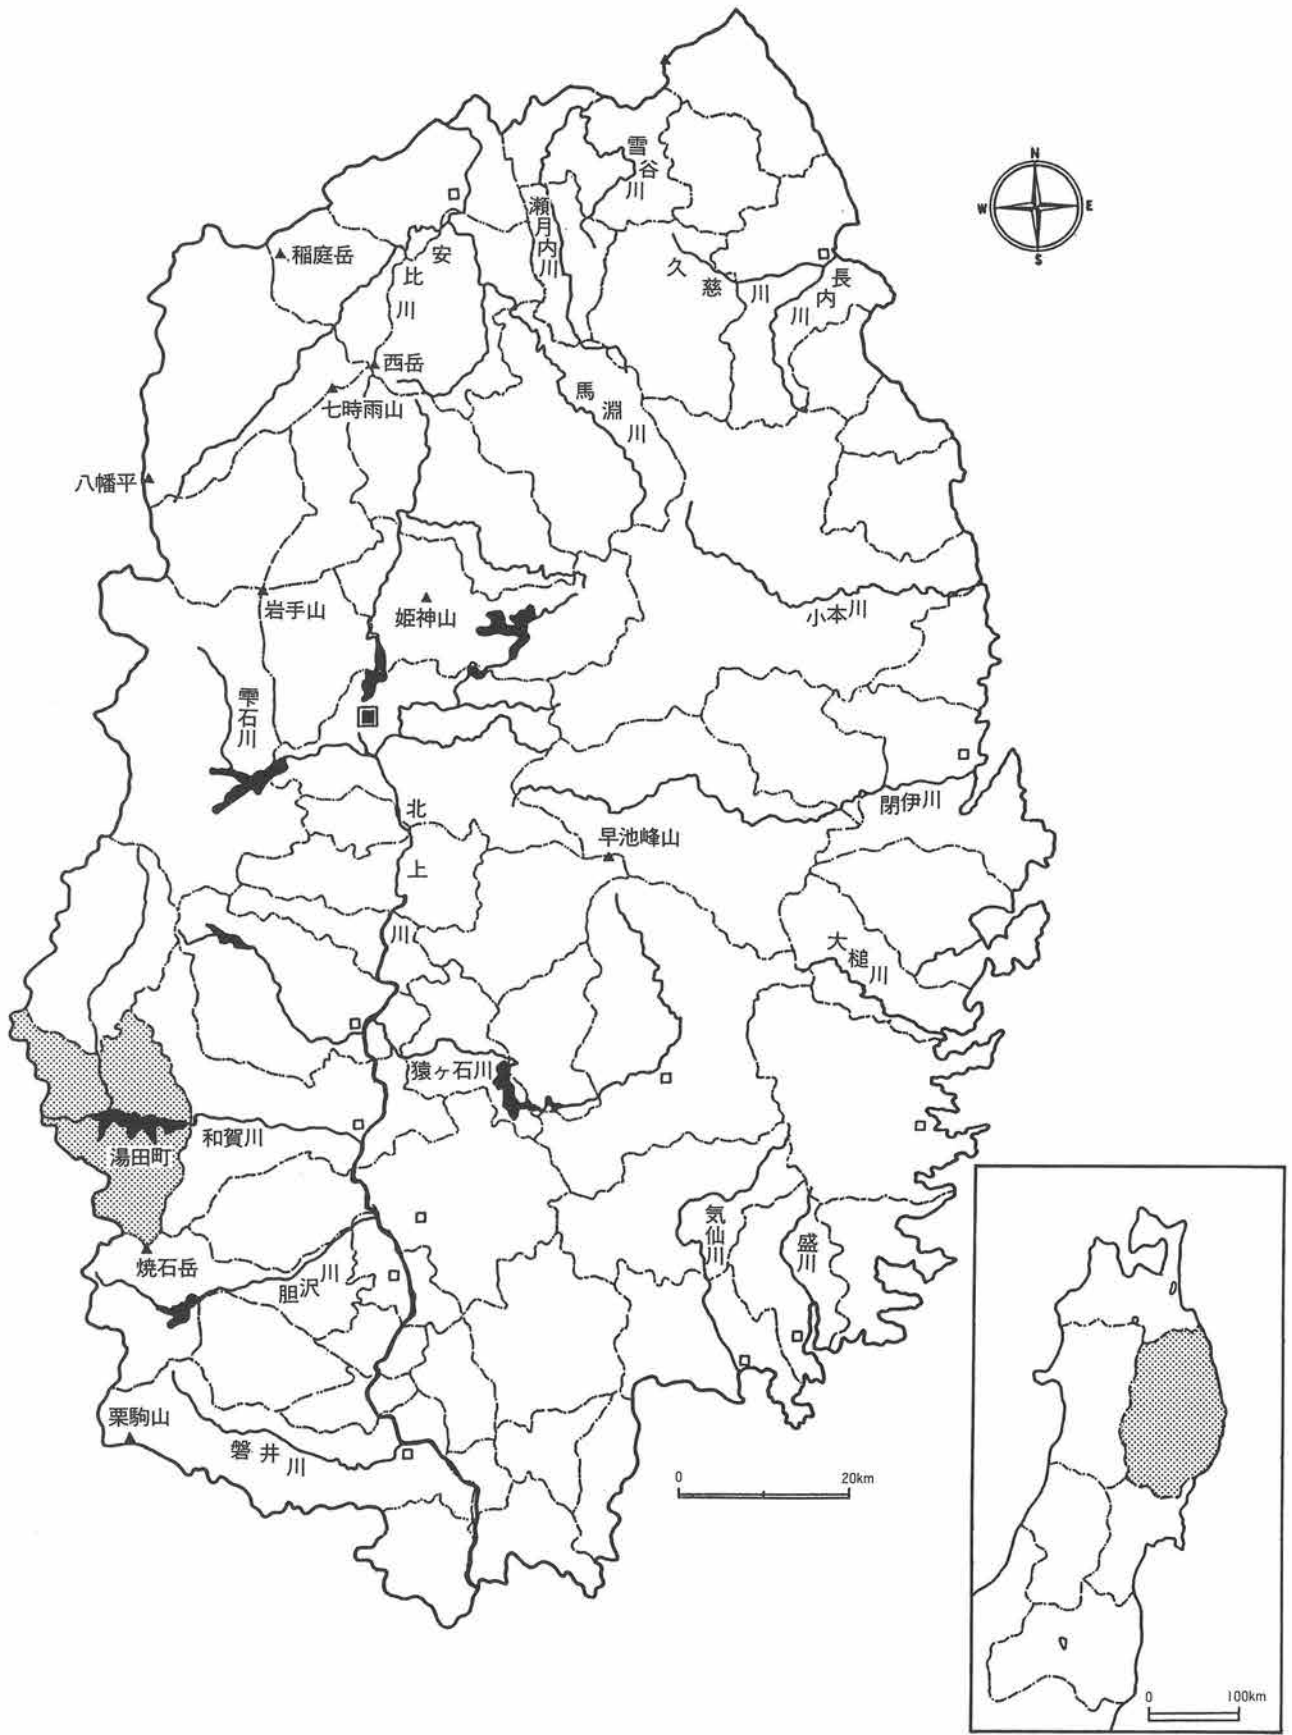 雪谷川
瀬月内川
N
W
E
S
稲庭岳
安比川
久慈川
長内川
西岳
七時雨山
馬淵川
八幡平
岩手山
姫神山
小本川
雫石川
北上川
閉伊川
早池峰山
大槌川
猿ヶ石川
和賀川
湯田町
気仙川
盛川
焼石岳
胆沢川
栗駒山
磐井川
0
20km
0
100km